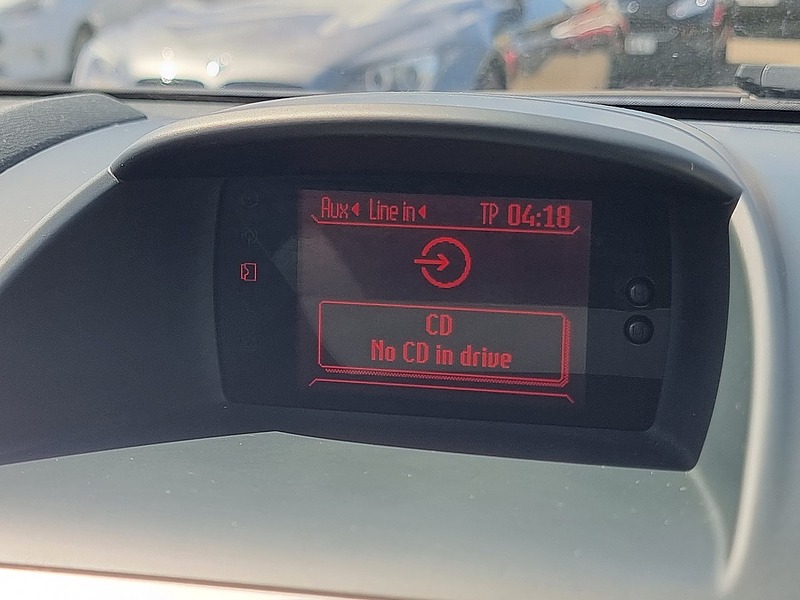 Aux Line in TP 04:18
CD
No CD in drive
H
M